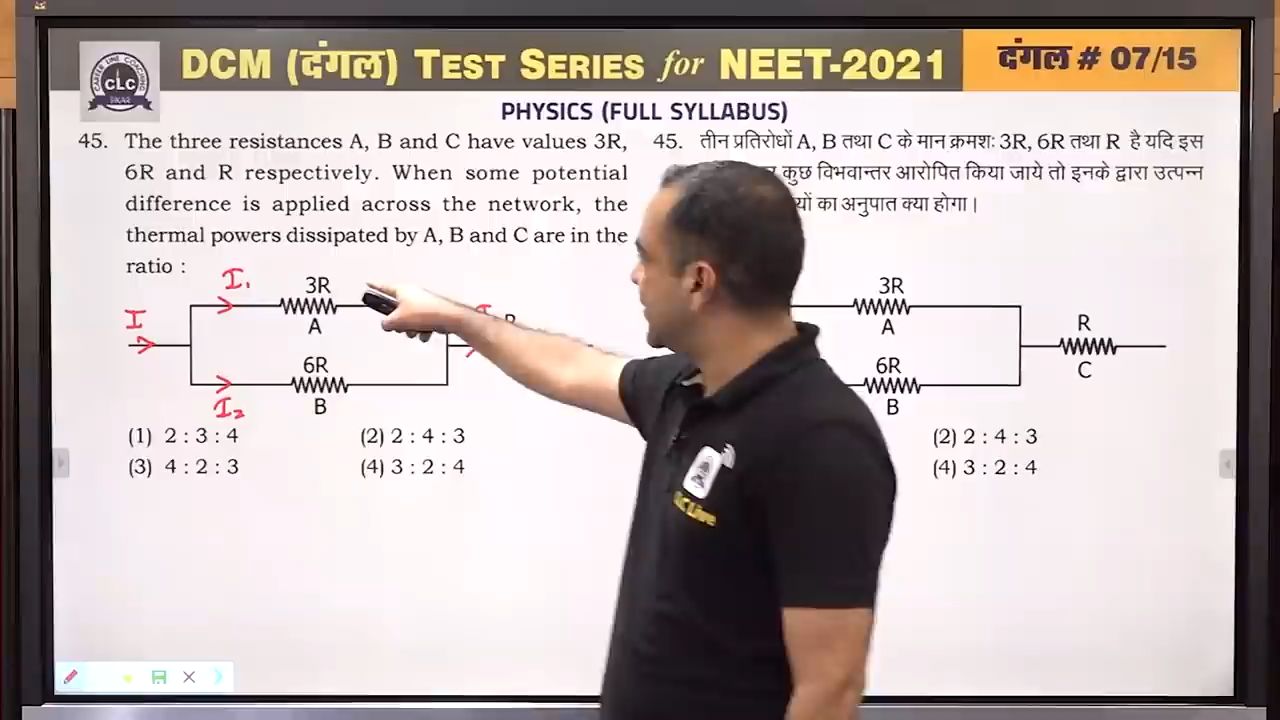 DCM (दंगल) TEST SERIES for NEET-2021
दंगल # 07/15
CLC
SIKAR
PHYSICS (FULL SYLLABUS)
45. The three resistances A, B and C have values 3R,
6R and R respectively. When some potential
difference is applied across the network, the
thermal powers dissipated by A, B and C are in the
ratio :
I
I₁
3R
A
6R
B
I₂
(1) 2 : 3 : 4
(2) 2 : 4 : 3
(3) 4 : 2 : 3
(4) 3 : 2 : 4
45. तीन प्रतिरोधों A, B तथा C के मान क्रमशः 3R, 6R तथा R है यदि इस
कुछ विभवान्तर आरोपित किया जाये तो इनके द्वारा उत्पन्न
का अनुपात क्या होगा।
3R
A
6R
B
R
C
(2) 2 : 4 : 3
(4) 3 : 2 : 4